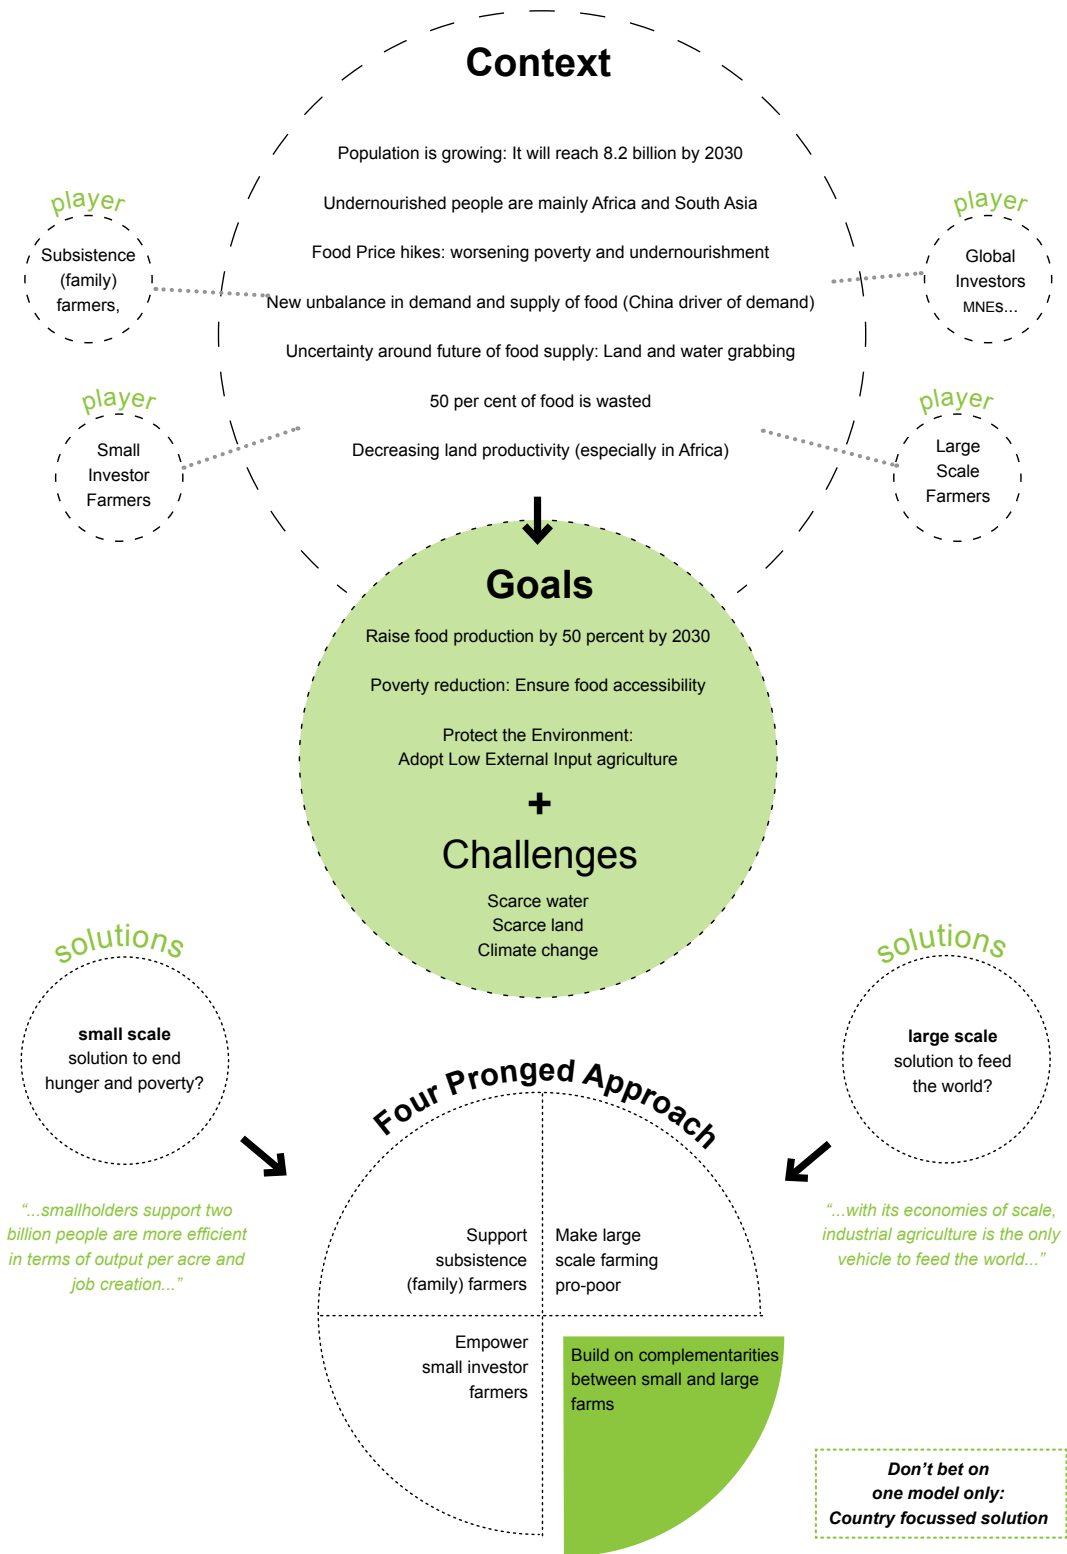 Context
Population is growing: It will reach 8.2 billion by 2030
Undernourished people are mainly Africa and South Asia
Food Price hikes: worsening poverty and undernourishment
New unbalance in demand and supply of food (China driver of demand)
Uncertainty around future of food supply: Land and water grabbing
50 per cent of food is wasted
Decreasing land productivity (especially in Africa)
player
Subsistence
(family)
farmers,
player
Global
Investors
MNEs...
player
Small
Investor
Farmers
player
Large
Scale
Farmers
Goals
Raise food production by 50 percent by 2030
Poverty reduction: Ensure food accessibility
Protect the Environment:
Adopt Low External Input agriculture
+
Challenges
Scarce water
Scarce land
Climate change
solutions
small scale
solution to end
hunger and poverty?
"...smallholders support two
billion people are more efficient
in terms of output per acre and
job creation..."
solutions
large scale
solution to feed
the world?
"...with its economies of scale,
industrial agriculture is the only
vehicle to feed the world..."
Four Pronged Approach
Support
subsistence
(family) farmers
Make large
scale farming
pro-poor
Empower
small investor
farmers
Build on complementarities
between small and large
farms
Don't bet on
one model only:
Country focussed solution